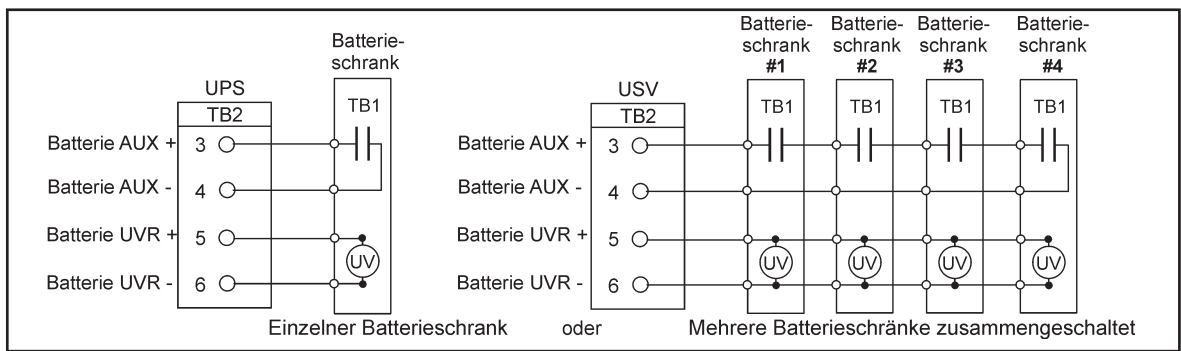 Batterie-
schrank
UPS
TB2
TB1
Batterie AUX +
3
Batterie AUX -
4
Batterie UVR +
5
UV
Batterie UVR -
6
Einzelner Batterieschrank
oder
Batterie-
schrank
#1
Batterie-
schrank
#2
Batterie-
schrank
#3
Batterie-
schrank
#4
USV
TB2
TB1
TB1
TB1
TB1
Batterie AUX +
3
Batterie AUX -
4
Batterie UVR +
5
UV
UV
UV
UV
Batterie UVR -
6
Mehrere Batterieschränke zusammengeschaltet